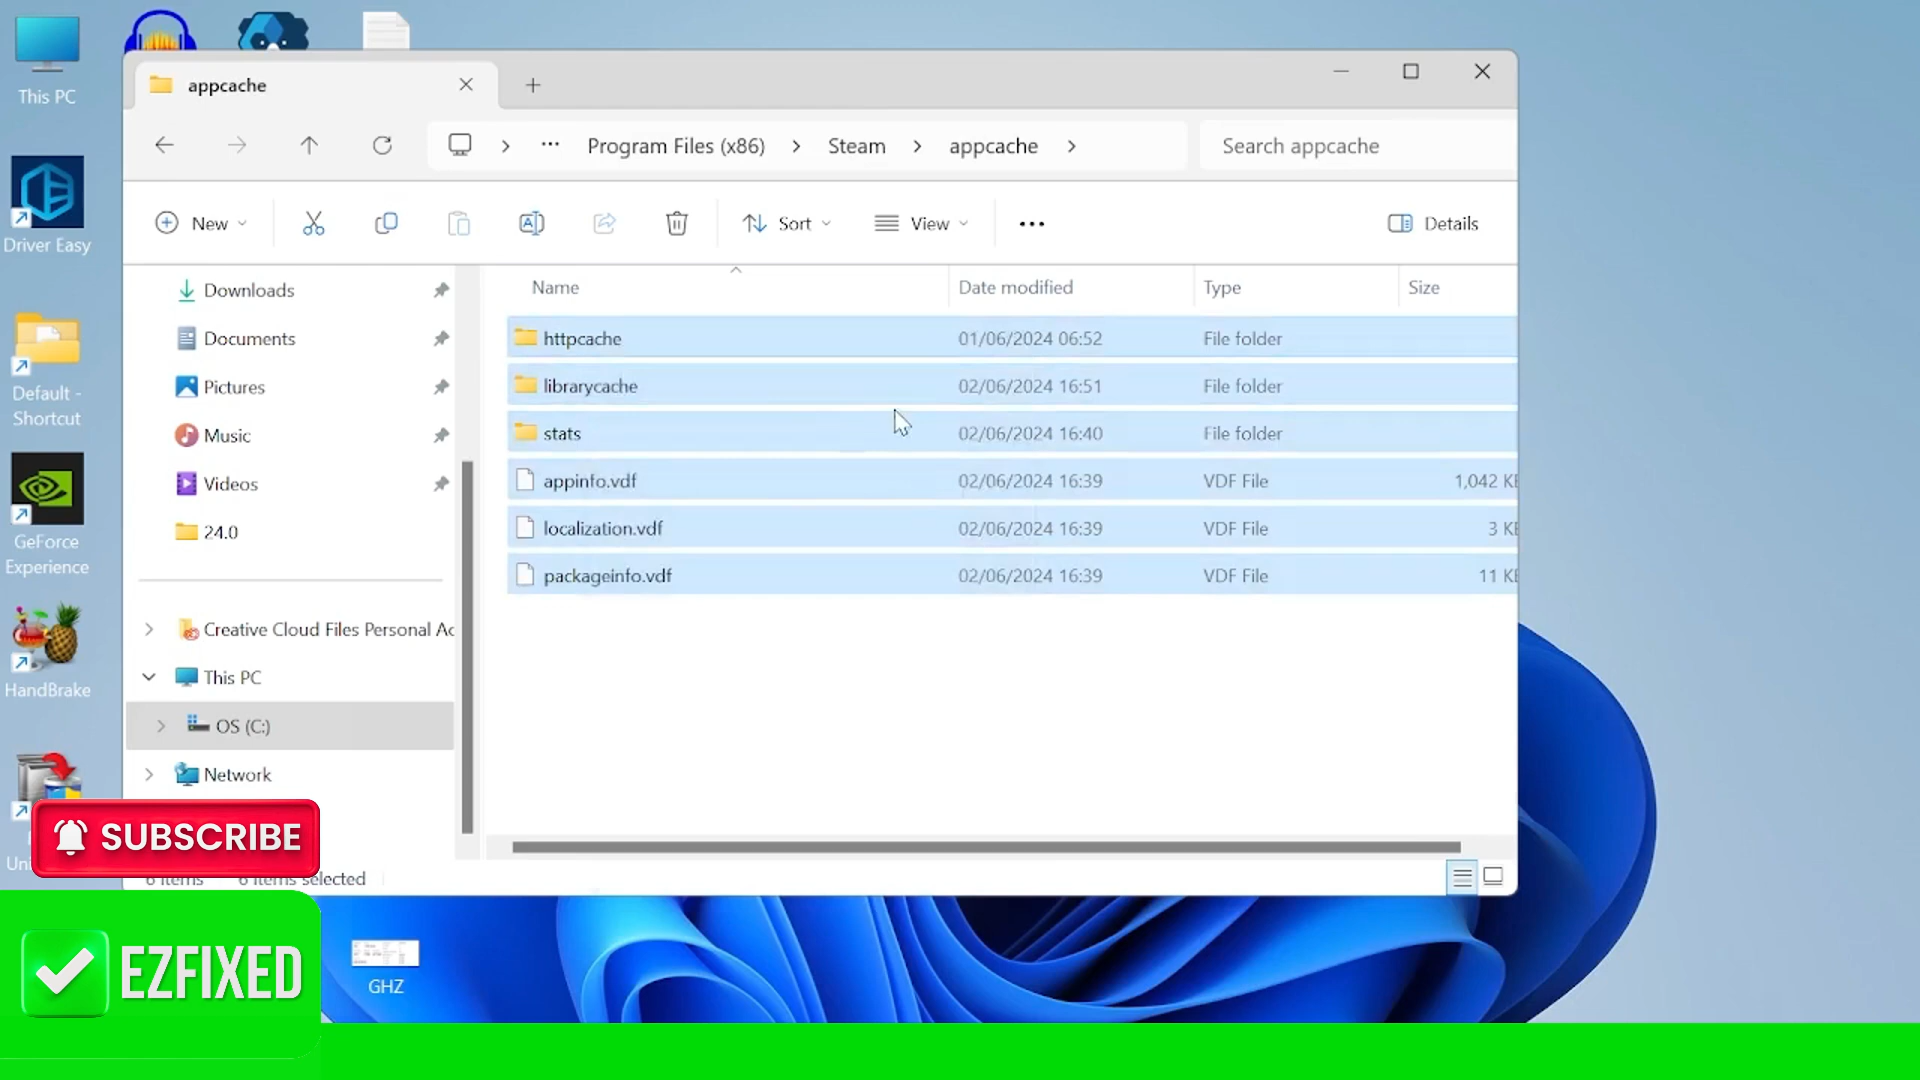 This PC
Driver Easy
Default -
Shortcut
GeForce
Experience
HandBrake
appcache
Program Files (x86)
Steam
appcache
Search appcache
New
Sort
View
Details
Downloads
Documents
Pictures
Music
Videos
24.0
Creative Cloud Files Personal Ac
This PC
OS (C:)
Network
Name Date modified Type Size
httpcache 01/06/2024 06:52 File folder
librarycache 02/06/2024 16:51 File folder
stats 02/06/2024 16:40 File folder
appinfo.vdf 02/06/2024 16:39 VDF File 1,042 KB
localization.vdf 02/06/2024 16:39 VDF File 3 KB
packageinfo.vdf 02/06/2024 16:39 VDF File 11 KB
6 items 6 items selected
SUBSCRIBE
EZFIXED
GHZ